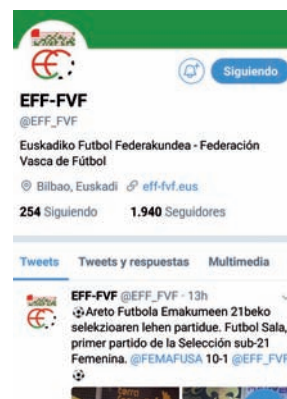 Siguiendo
EFF-FVF
@EFF_FVF
Euskadiko Futbol Federakundea - Federación
Vasca de Fútbol
Bilbao, Euskadi eff-fvf.eus
254 Siguiendo 1.940 Seguidores
Tweets Tweets y respuestas Multimedia
EFF-FVF @EFF_FVF · 13h
⚽Areto Futbola Emakumeen 21beko
selekzioaren lehen partidue. Futbol Sala,
primer partido de la Selección sub-21
Femenina. @FEMAFUSA 10-1 @EFF_FVF
⚽